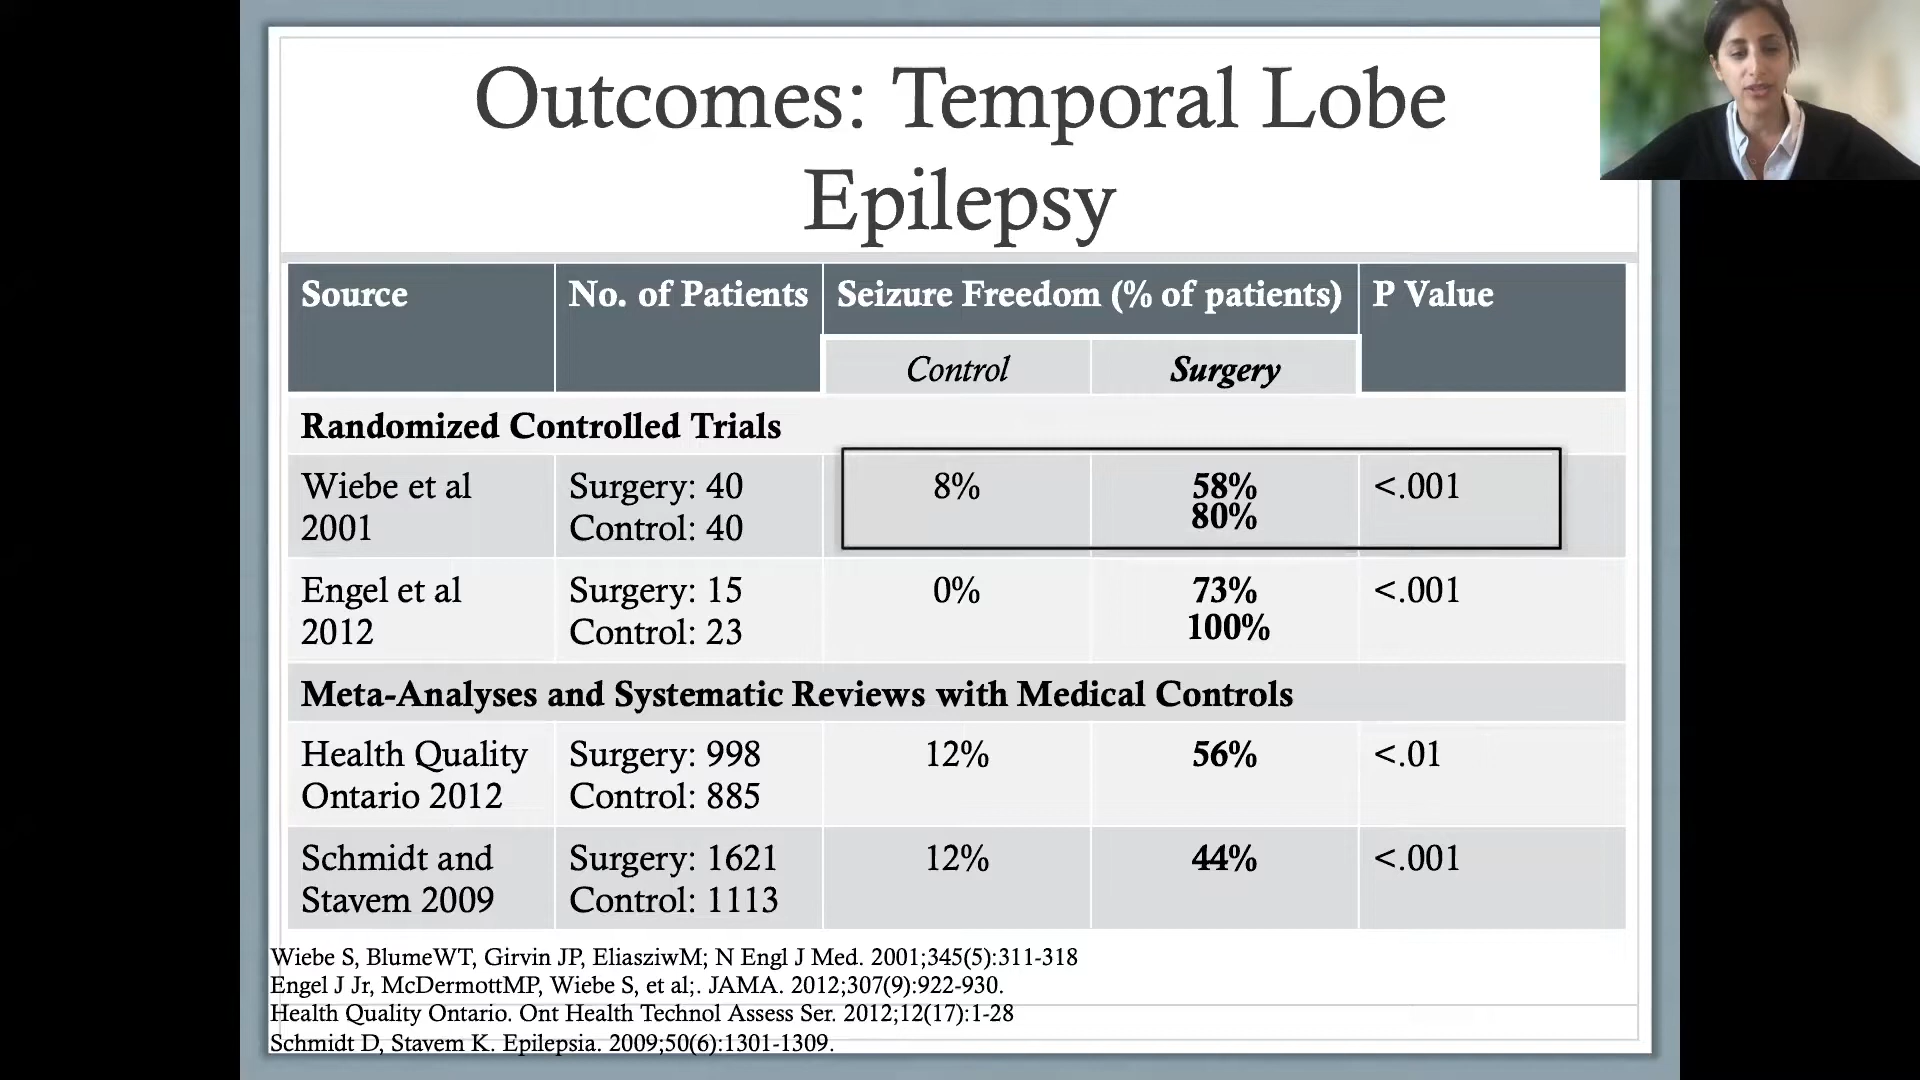 Outcomes: Temporal Lobe
Epilepsy
Source No. of Patients Seizure Freedom (% of patients) P Value
Control Surgery
Randomized Controlled Trials
Wiebe et al Surgery: 40 8% 58% <.001
2001 Control: 40 80%
Engel et al Surgery: 15 0% 73% <.001
2012 Control: 23 100%
Meta-Analyses and Systematic Reviews with Medical Controls
Health Quality Surgery: 998 12% 56% <.01
Ontario 2012 Control: 885
Schmidt and Surgery: 1621 12% 44% <.001
Stavem 2009 Control: 1113
Wiebe S, BlumeWT, Girvin JP, EliasziwM; N Engl J Med. 2001;345(5):311-318
Engel J Jr, McDermottMP, Wiebe S, et al;. JAMA. 2012;307(9):922-930.
Health Quality Ontario. Ont Health Technol Assess Ser. 2012;12(17):1-28
Schmidt D, Stavem K. Epilepsia. 2009;50(6):1301-1309.